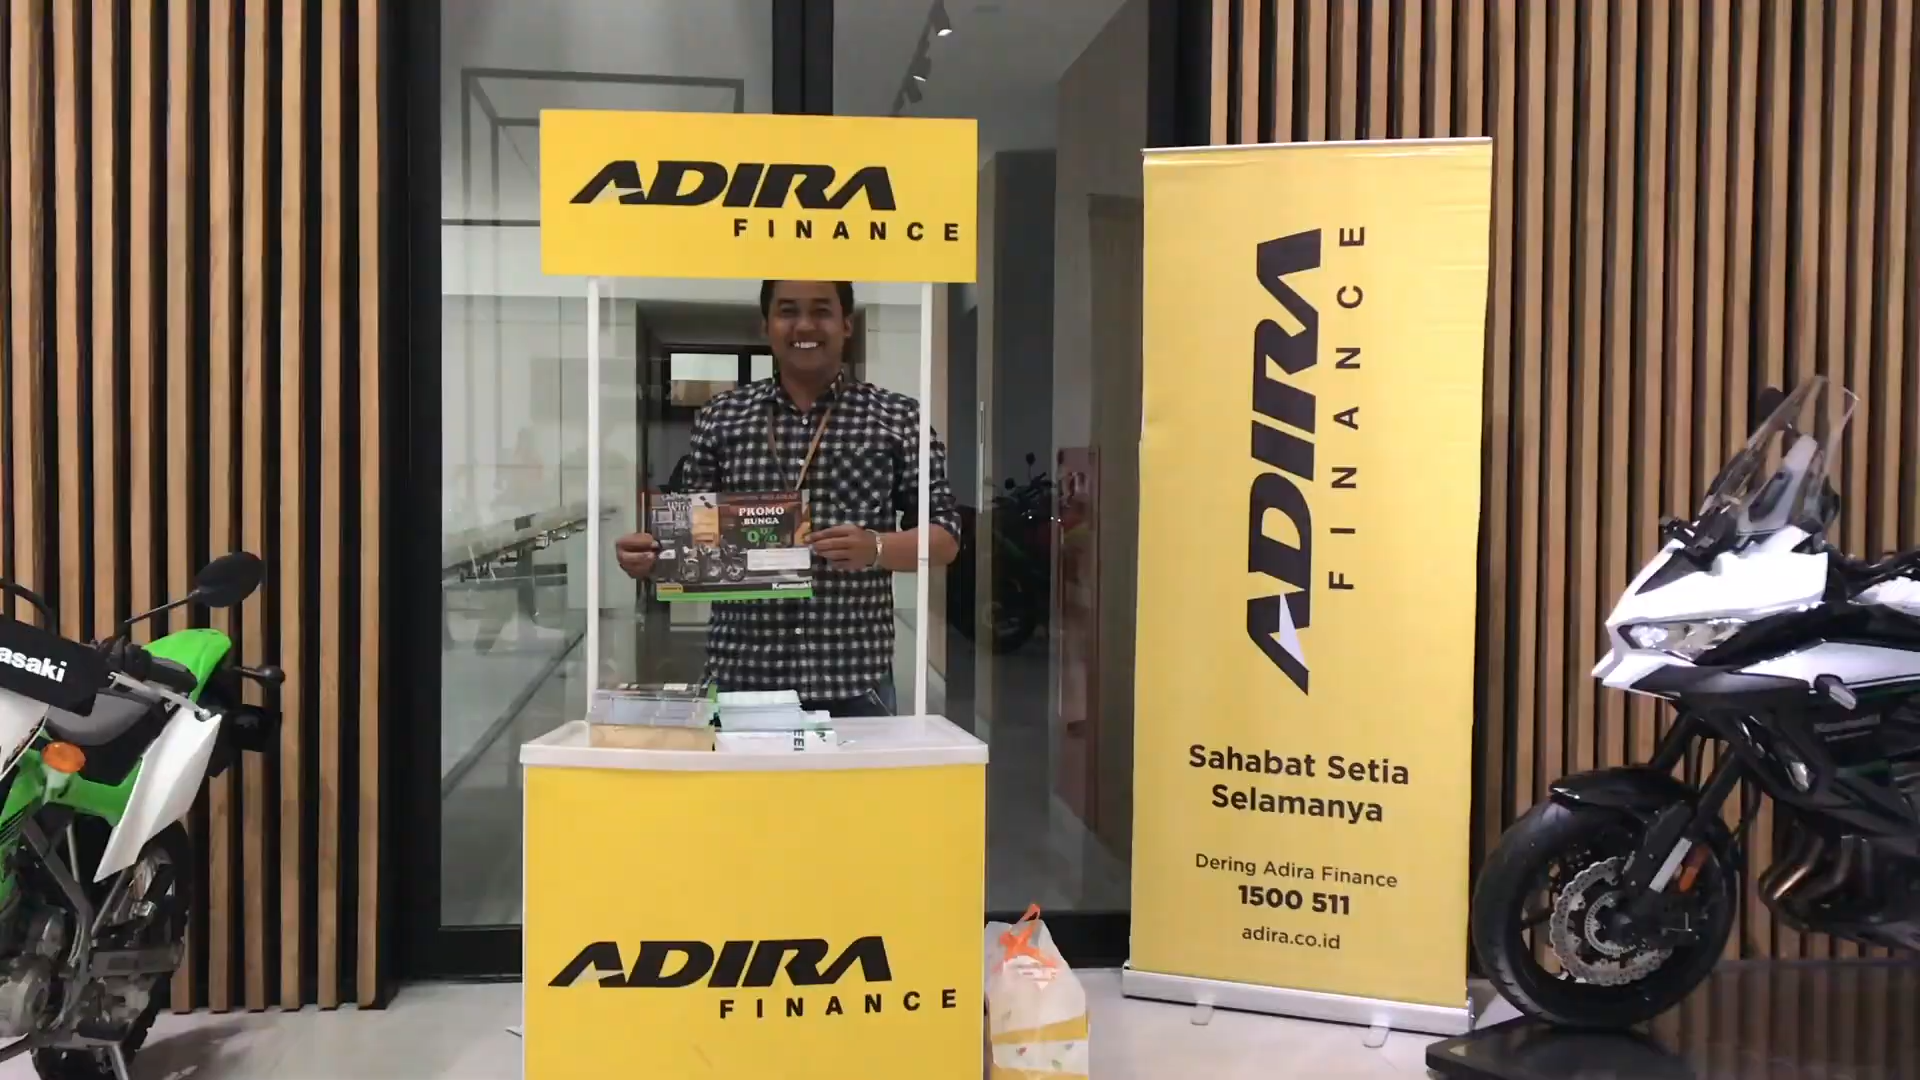 ADIRA
FINANCE
PROMO
BUNGA
0%
Kawasaki
asaki
ADIRA
FINANCE
ADIRA
FINANCE
Sahabat Setia
Selamanya
Dering Adira Finance
1500 511
adira.co.id